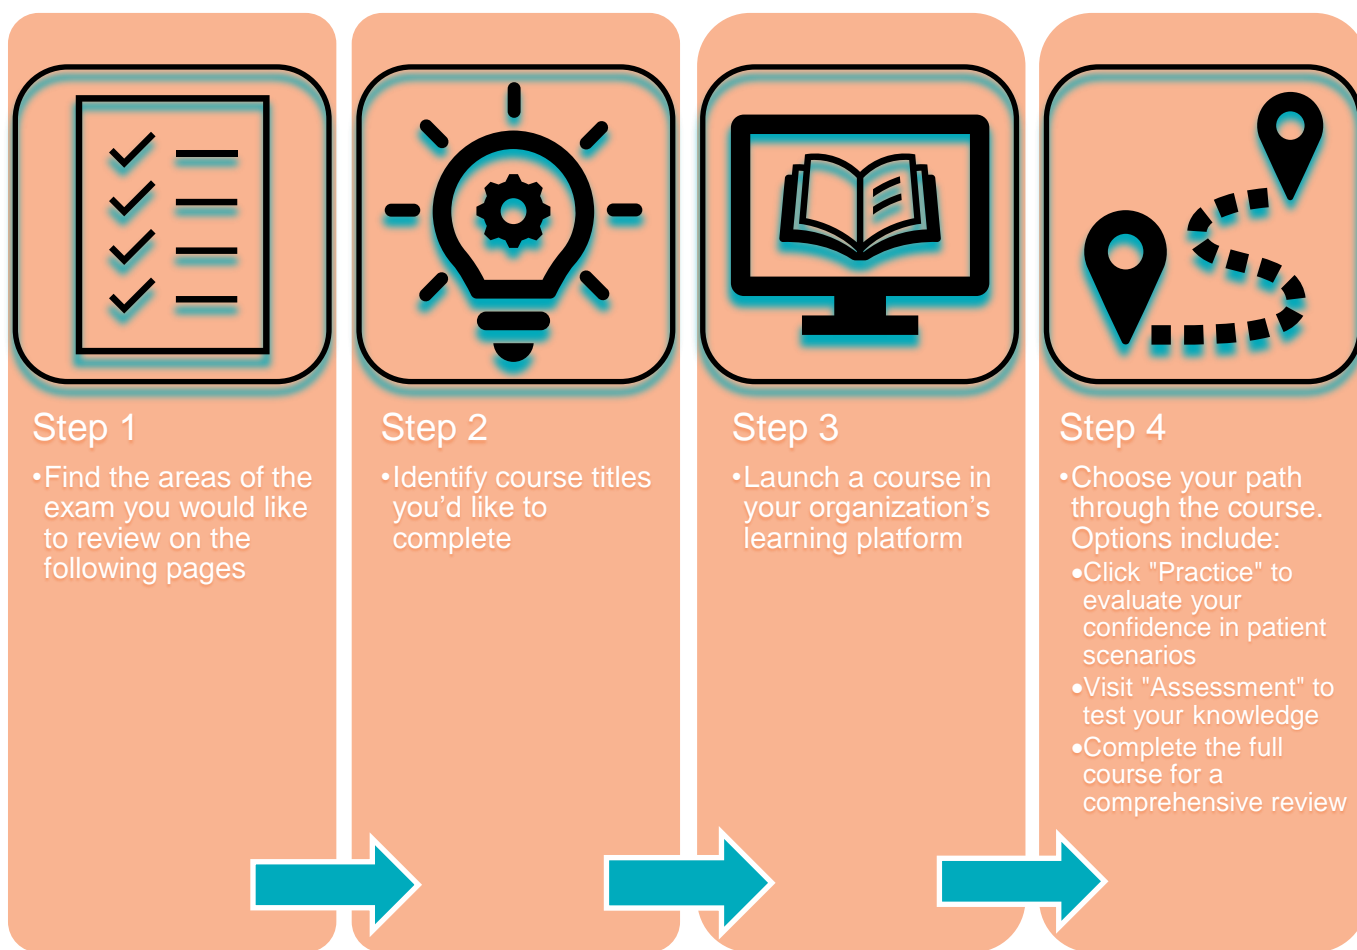 Step 1
•Find the areas of the
exam you would like
to review on the
following pages
Step 2
•Identify course titles
you’d like to
complete
Step 3
•Launch a course in
your organization’s
learning platform
Step 4
•Choose your path
through the course.
Options include:
•Click "Practice" to
evaluate your
confidence in patient
scenarios
•Visit "Assessment" to
test your knowledge
•Complete the full
course for a
comprehensive review